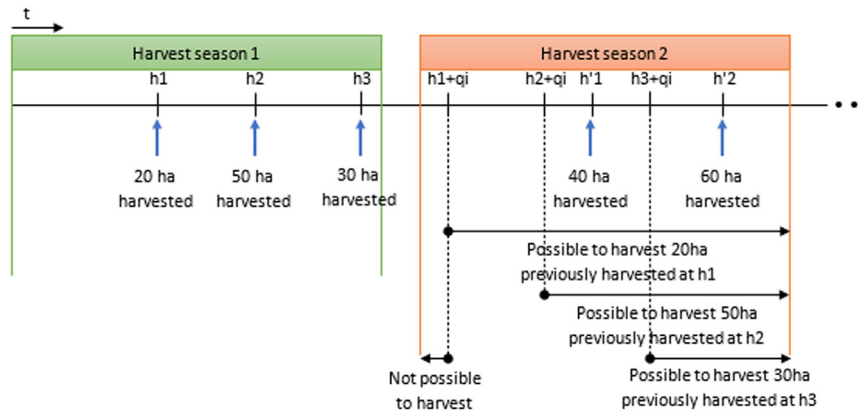 t
Harvest season 1
Harvest season 2
h1
h2
h3
h1+qi
h2+qi
h'1
h3+qi
h'2
20 ha
harvested
50 ha
harvested
30 ha
harvested
40 ha
harvested
60 ha
harvested
Possible to harvest 20ha
previously harvested at h1
Possible to harvest 50ha
previously harvested at h2
Not possible
to harvest
Possible to harvest 30ha
previously harvested at h3